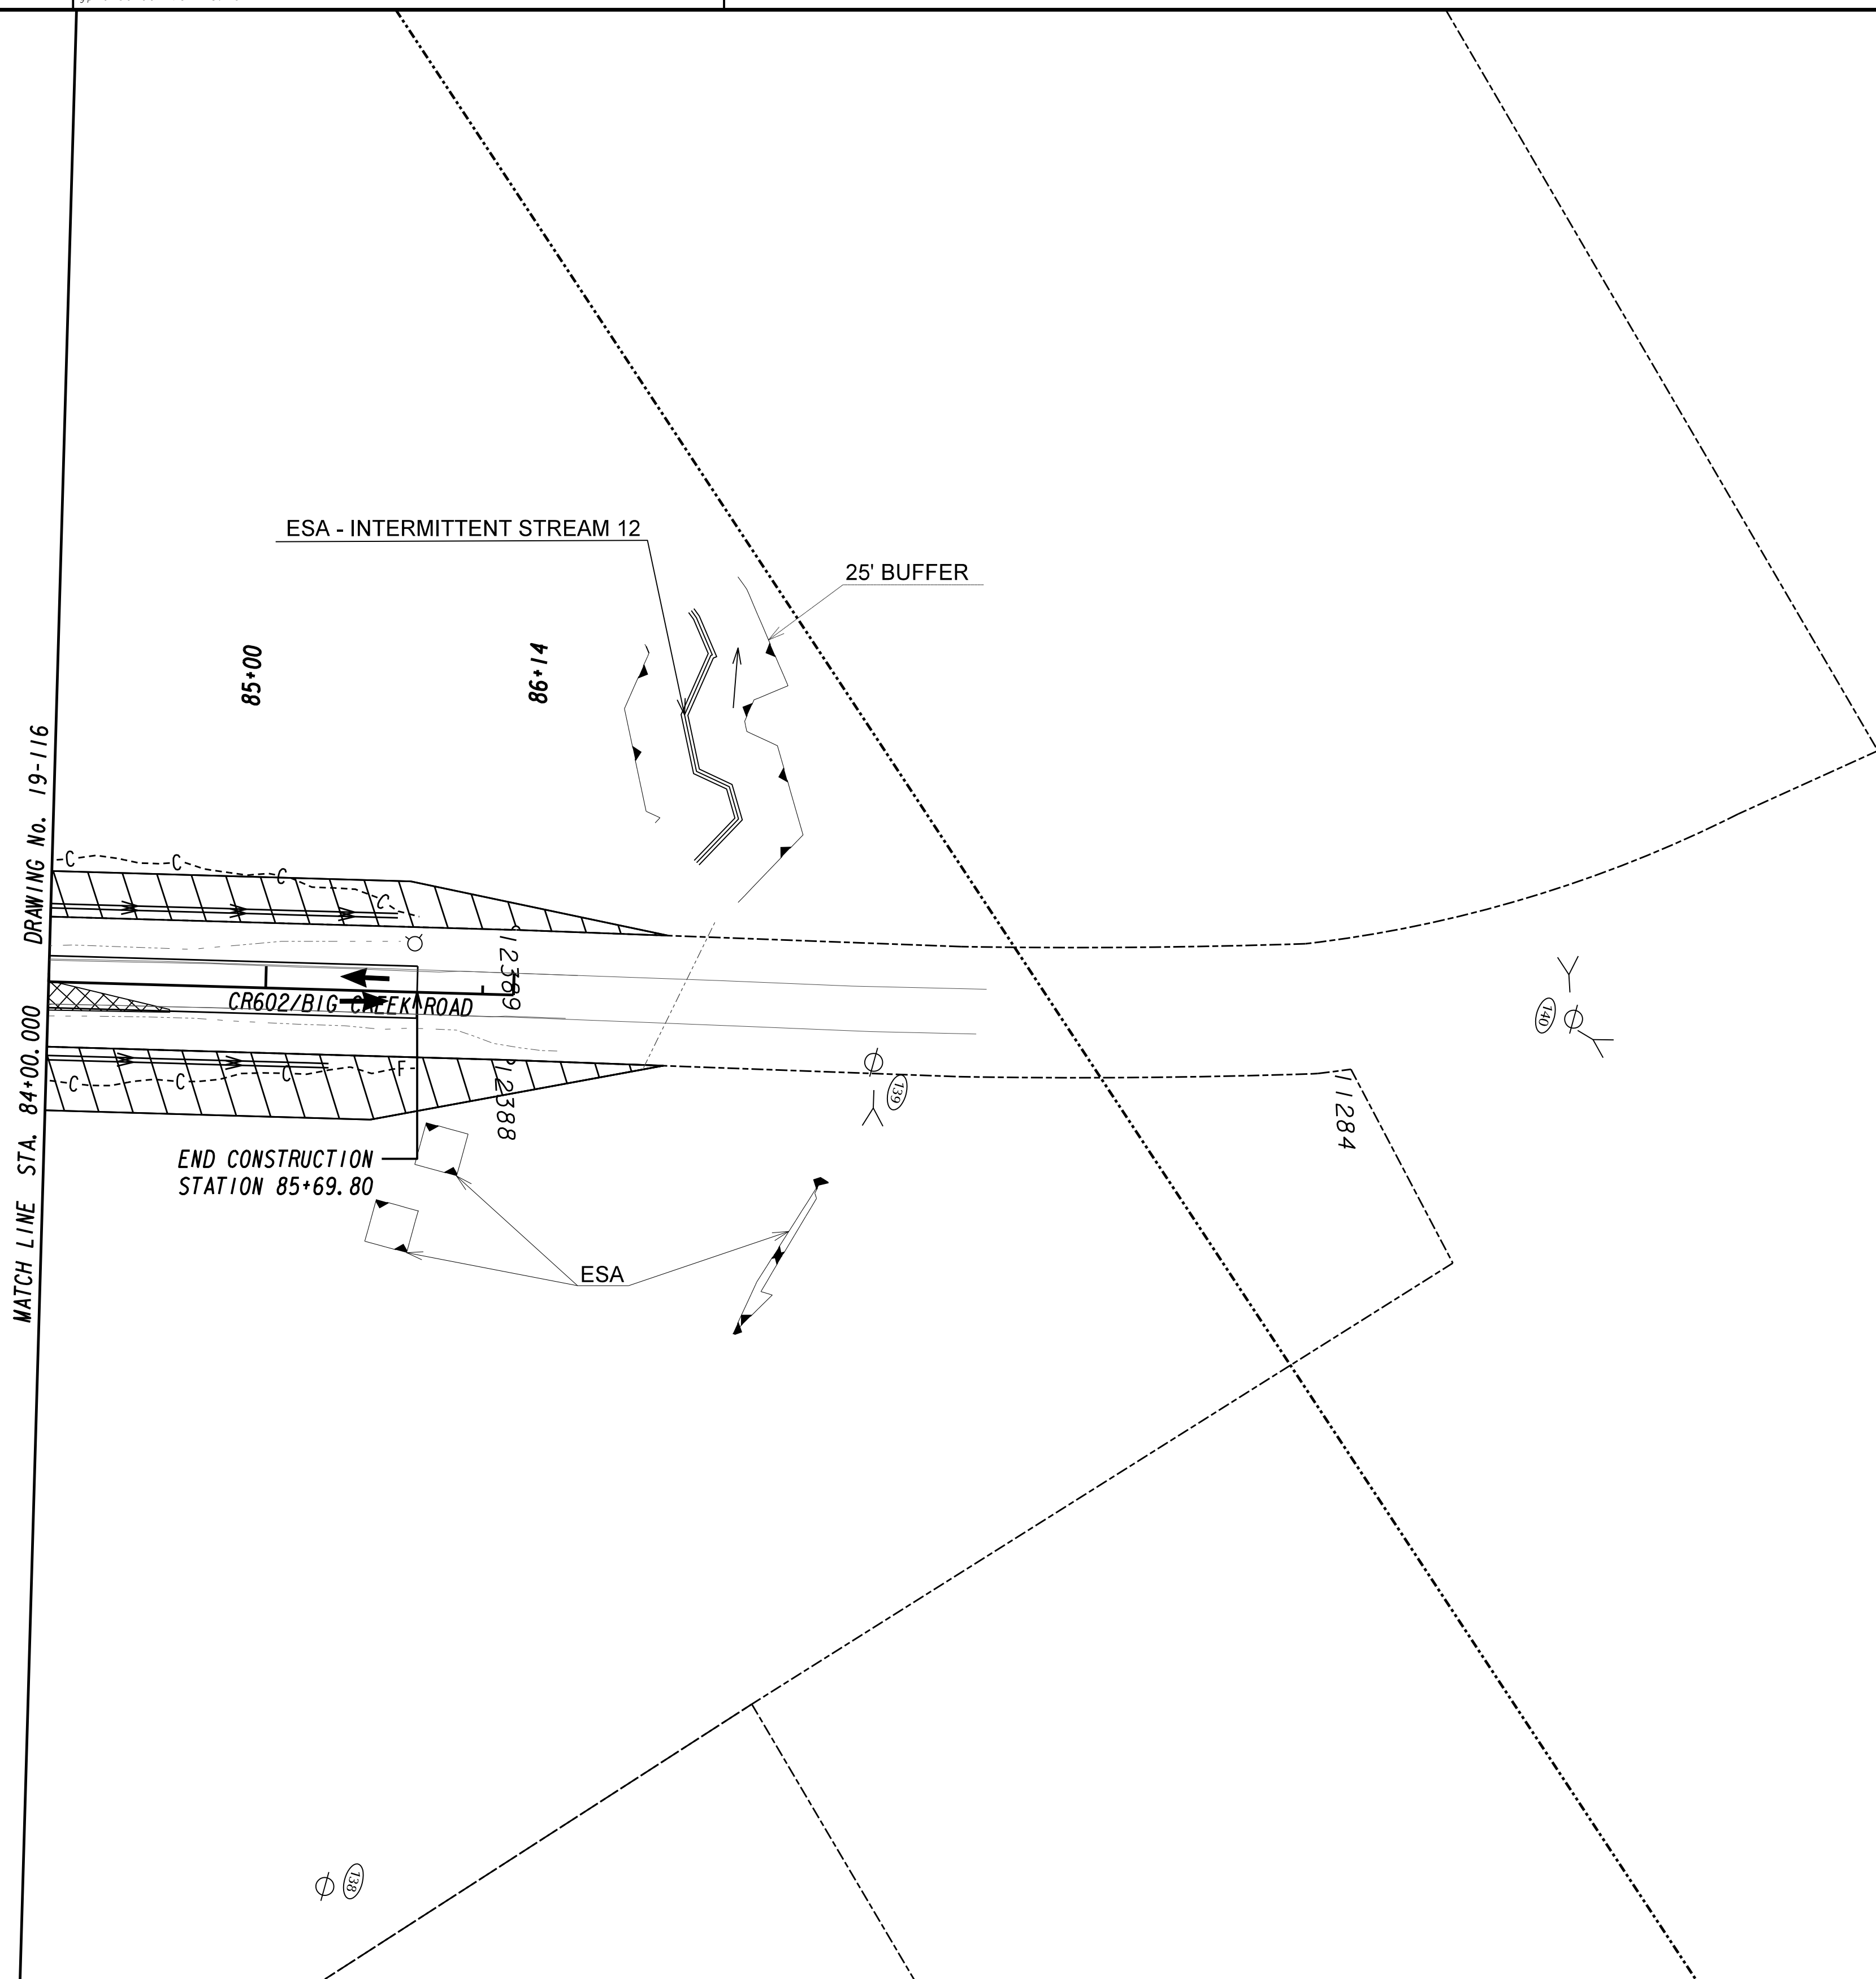 ESA - INTERMITTENT STREAM 12
25' BUFFER
85+00
86+14
MATCH LINE STA. 84+00.000 DRAWING No. 19-116
C
C
C
C
12389
CR602/BIG CREEK ROAD
C
C
C
F
12388
139
140
11284
END CONSTRUCTION
STATION 85+69.80
ESA
138